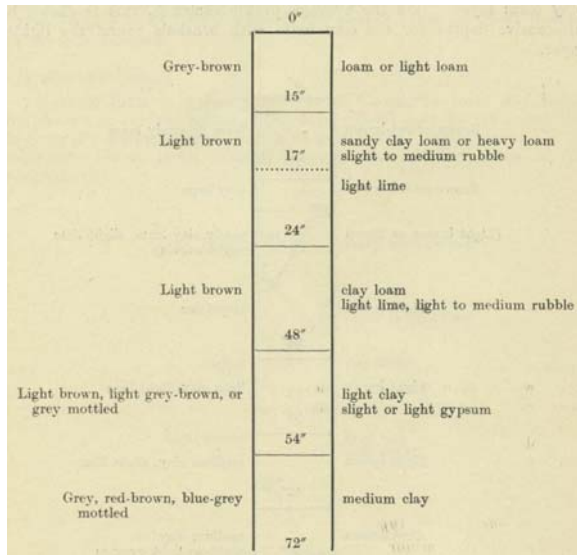 0″
Grey-brown loam or light loam
15″
Light brown sandy clay loam or heavy loam
17″ slight to medium rubble
light lime
24″
Light brown clay loam
light lime, light to medium rubble
48″
Light brown, light grey-brown, or light clay
grey mottled slight or light gypsum
54″
Grey, red-brown, blue-grey medium clay
mottled
72″